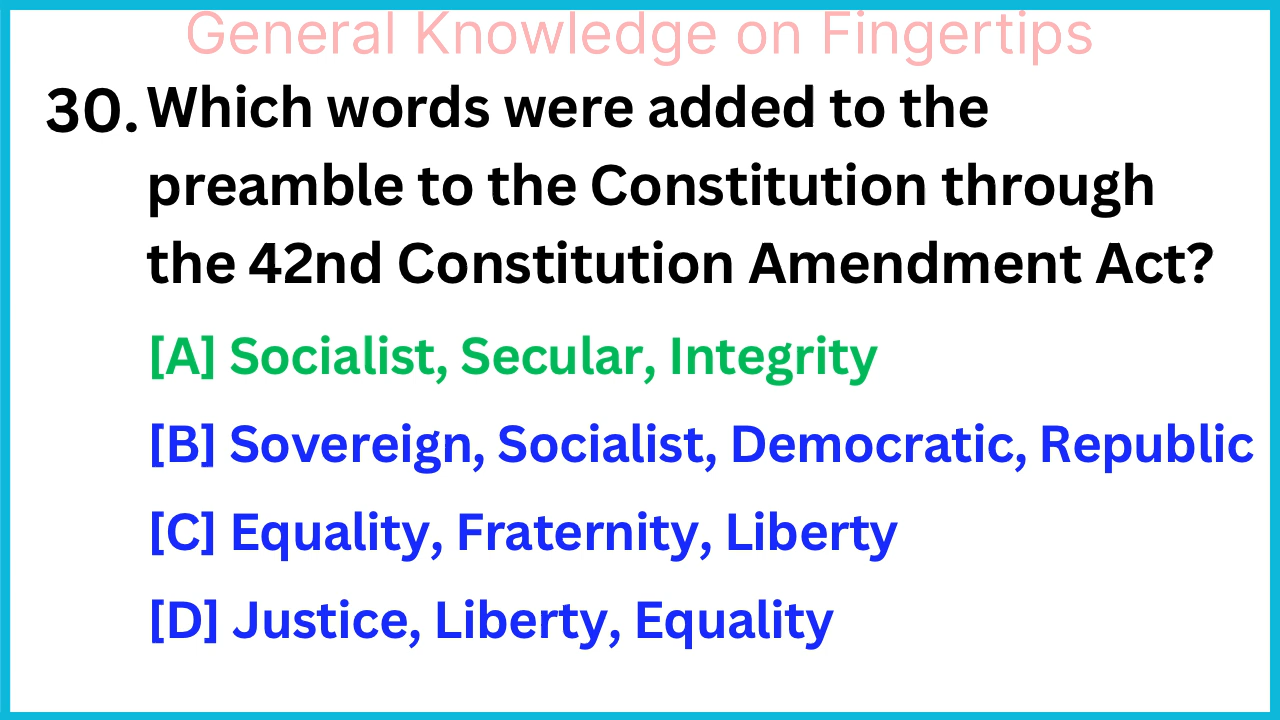 General Knowledge on Fingertips
30. Which words were added to the
preamble to the Constitution through
the 42nd Constitution Amendment Act?
[A] Socialist, Secular, Integrity
[B] Sovereign, Socialist, Democratic, Republic
[C] Equality, Fraternity, Liberty
[D] Justice, Liberty, Equality